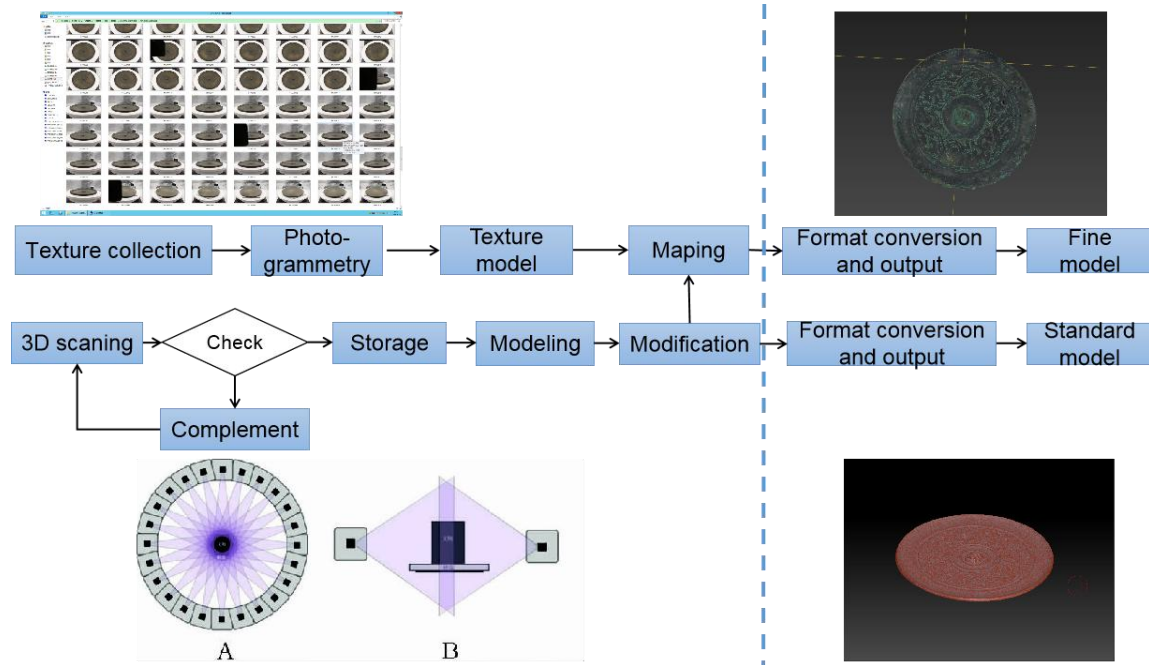 Texture collection
Photo-
grammetry
Texture
model
Maping
Format conversion
and output
Fine
model
3D scaning
Check
Storage
Modeling
Modification
Format conversion
and output
Standard
model
Complement
A
B